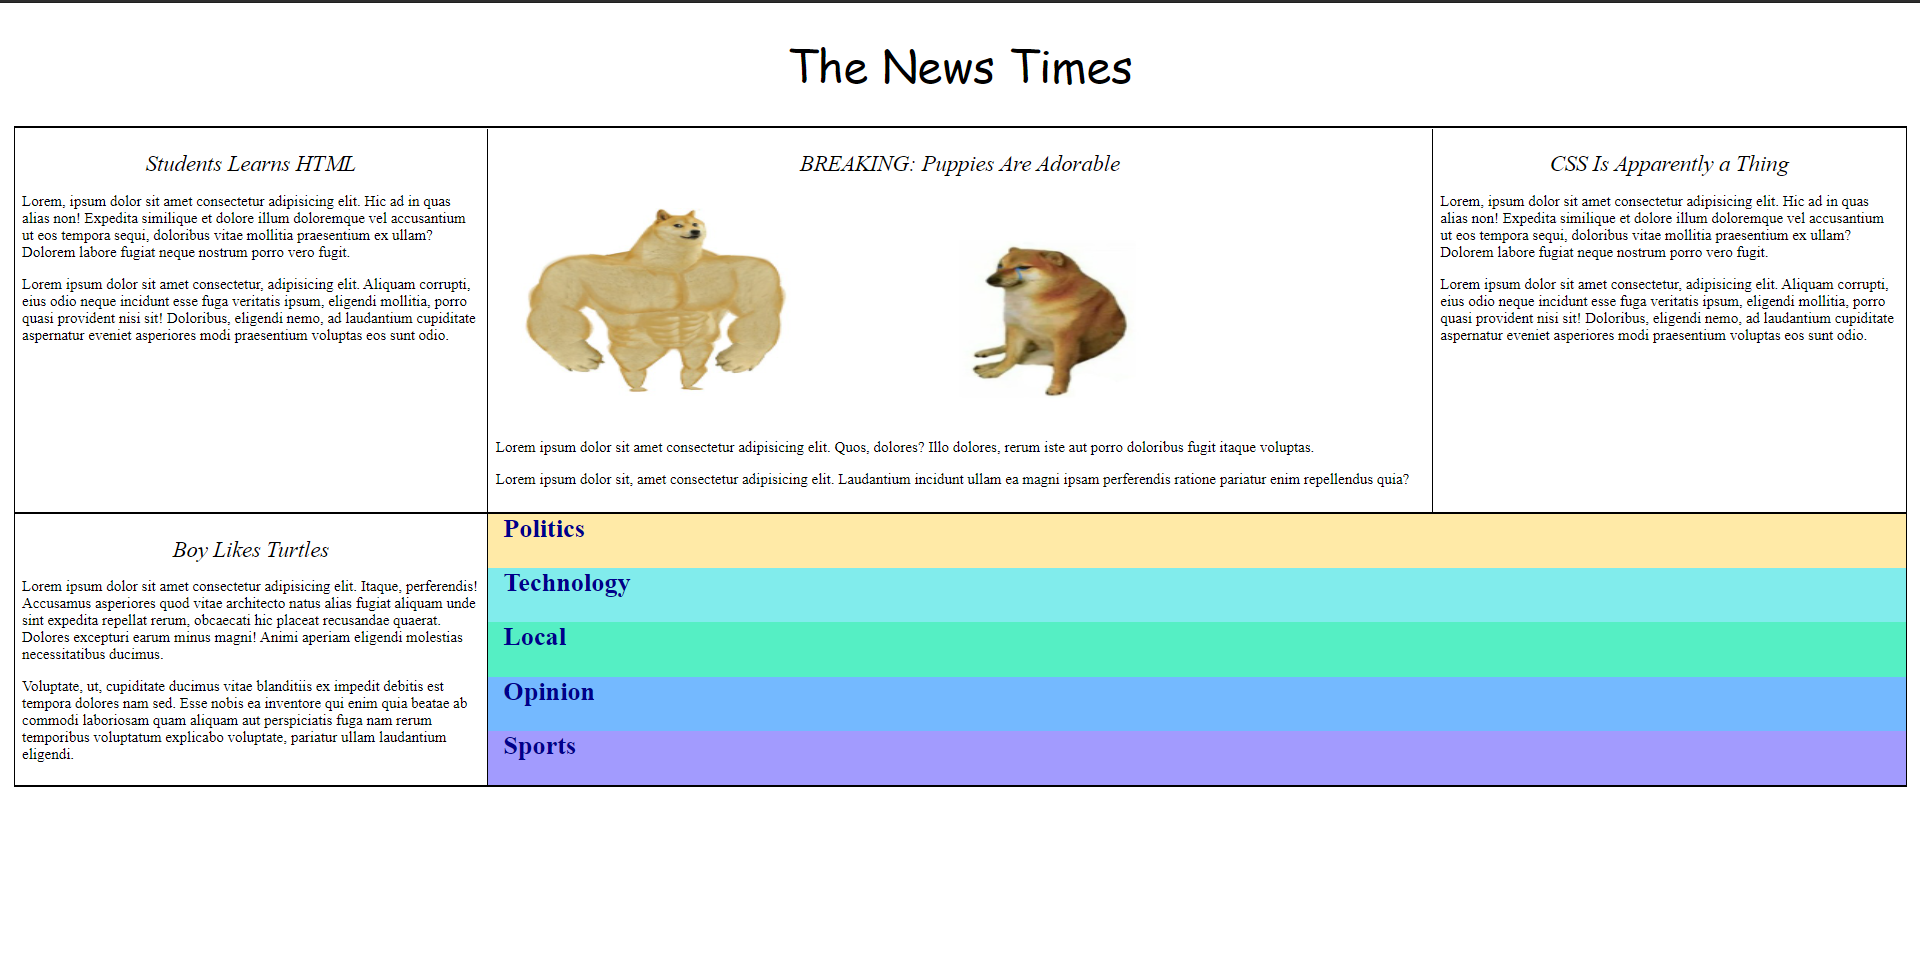 The News Times
Students Learns HTML
Lorem, ipsum dolor sit amet consectetur adipisicing elit. Hic ad in quas
alias non! Expedita similique et dolore illum doloremque vel accusantium
ut eos tempora sequi, doloribus vitae mollitia praesentium ex ullam?
Dolorem labore fugiat neque nostrum porro vero fugit.
Lorem ipsum dolor sit amet consectetur, adipisicing elit. Aliquam corrupti,
eius odio neque incidunt esse fuga veritatis ipsum, eligendi mollitia, porro
quasi provident nisi sit! Doloribus, eligendi nemo, ad laudantium cupiditate
aspernatur eveniet asperiores modi praesentium voluptas eos sunt odio.
BREAKING: Puppies Are Adorable
Lorem ipsum dolor sit amet consectetur adipisicing elit. Quos, dolores? Illo dolores, rerum iste aut porro doloribus fugit itaque voluptas.
Lorem ipsum dolor sit, amet consectetur adipisicing elit. Laudantium incidunt ullam ea magni ipsam perferendis ratione pariatur enim repellendus quia?
CSS Is Apparently a Thing
Lorem, ipsum dolor sit amet consectetur adipisicing elit. Hic ad in quas
alias non! Expedita similique et dolore illum doloremque vel accusantium
ut eos tempora sequi, doloribus vitae mollitia praesentium ex ullam?
Dolorem labore fugiat neque nostrum porro vero fugit.
Lorem ipsum dolor sit amet consectetur, adipisicing elit. Aliquam corrupti,
eius odio neque incidunt esse fuga veritatis ipsum, eligendi mollitia, porro
quasi provident nisi sit! Doloribus, eligendi nemo, ad laudantium cupiditate
aspernatur eveniet asperiores modi praesentium voluptas eos sunt odio.
Boy Likes Turtles
Lorem ipsum dolor sit amet consectetur adipisicing elit. Itaque, perferendis!
Accusamus asperiores quod vitae architecto natus alias fugiat aliquam unde
sint expedita repellat rerum, obcaecati hic placeat recusandae quaerat.
Dolores excepturi earum minus magni! Animi aperiam eligendi molestias
necessitatibus ducimus.
Voluptate, ut, cupiditate ducimus vitae blanditiis ex impedit debitis est
tempora dolores nam sed. Esse nobis ea inventore qui enim quia beatae ab
commodi laboriosam quam aliquam aut perspiciatis fuga nam rerum
temporibus voluptatum explicabo voluptate, pariatur ullam laudantium
eligendi.
Politics
Technology
Local
Opinion
Sports